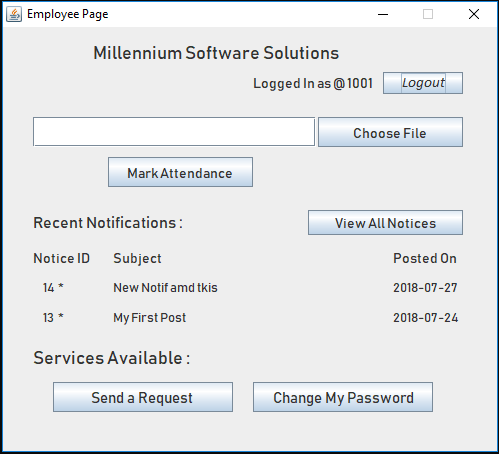 Employee Page
Millennium Software Solutions
Logged In as @1001 Logout
Choose File
Mark Attendance
Recent Notifications : View All Notices
Notice ID Subject Posted On
14 * New Notif amd tkis 2018-07-27
13 * My First Post 2018-07-24
Services Available :
Send a Request Change My Password